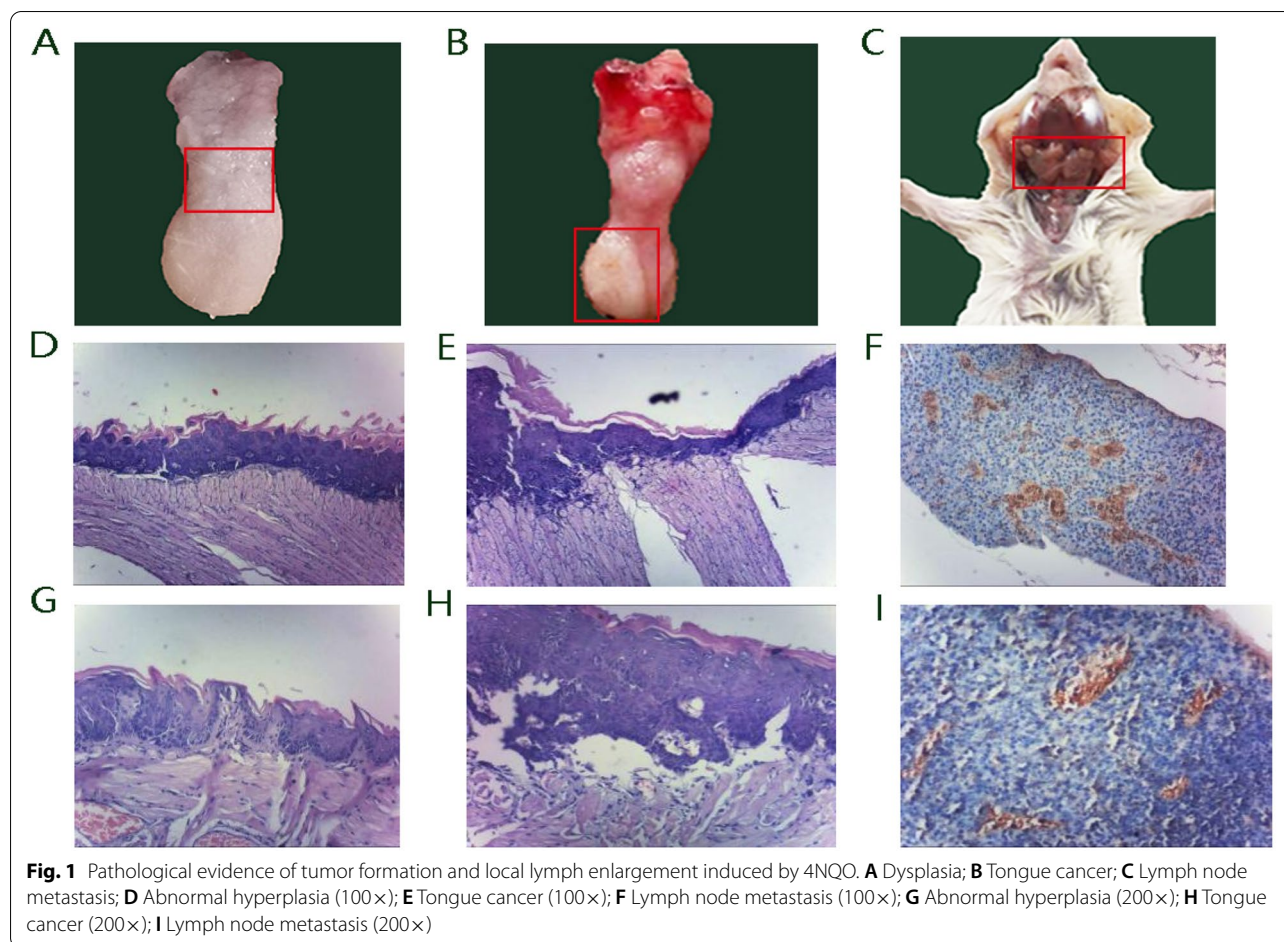 A
B
C
D
E
F
G
H
I
Fig. 1 Pathological evidence of tumor formation and local lymph enlargement induced by 4NQO. A Dysplasia; B Tongue cancer; C Lymph node
metastasis; D Abnormal hyperplasia (100×); E Tongue cancer (100×); F Lymph node metastasis (100×); G Abnormal hyperplasia (200×); H Tongue
cancer (200×); I Lymph node metastasis (200×)